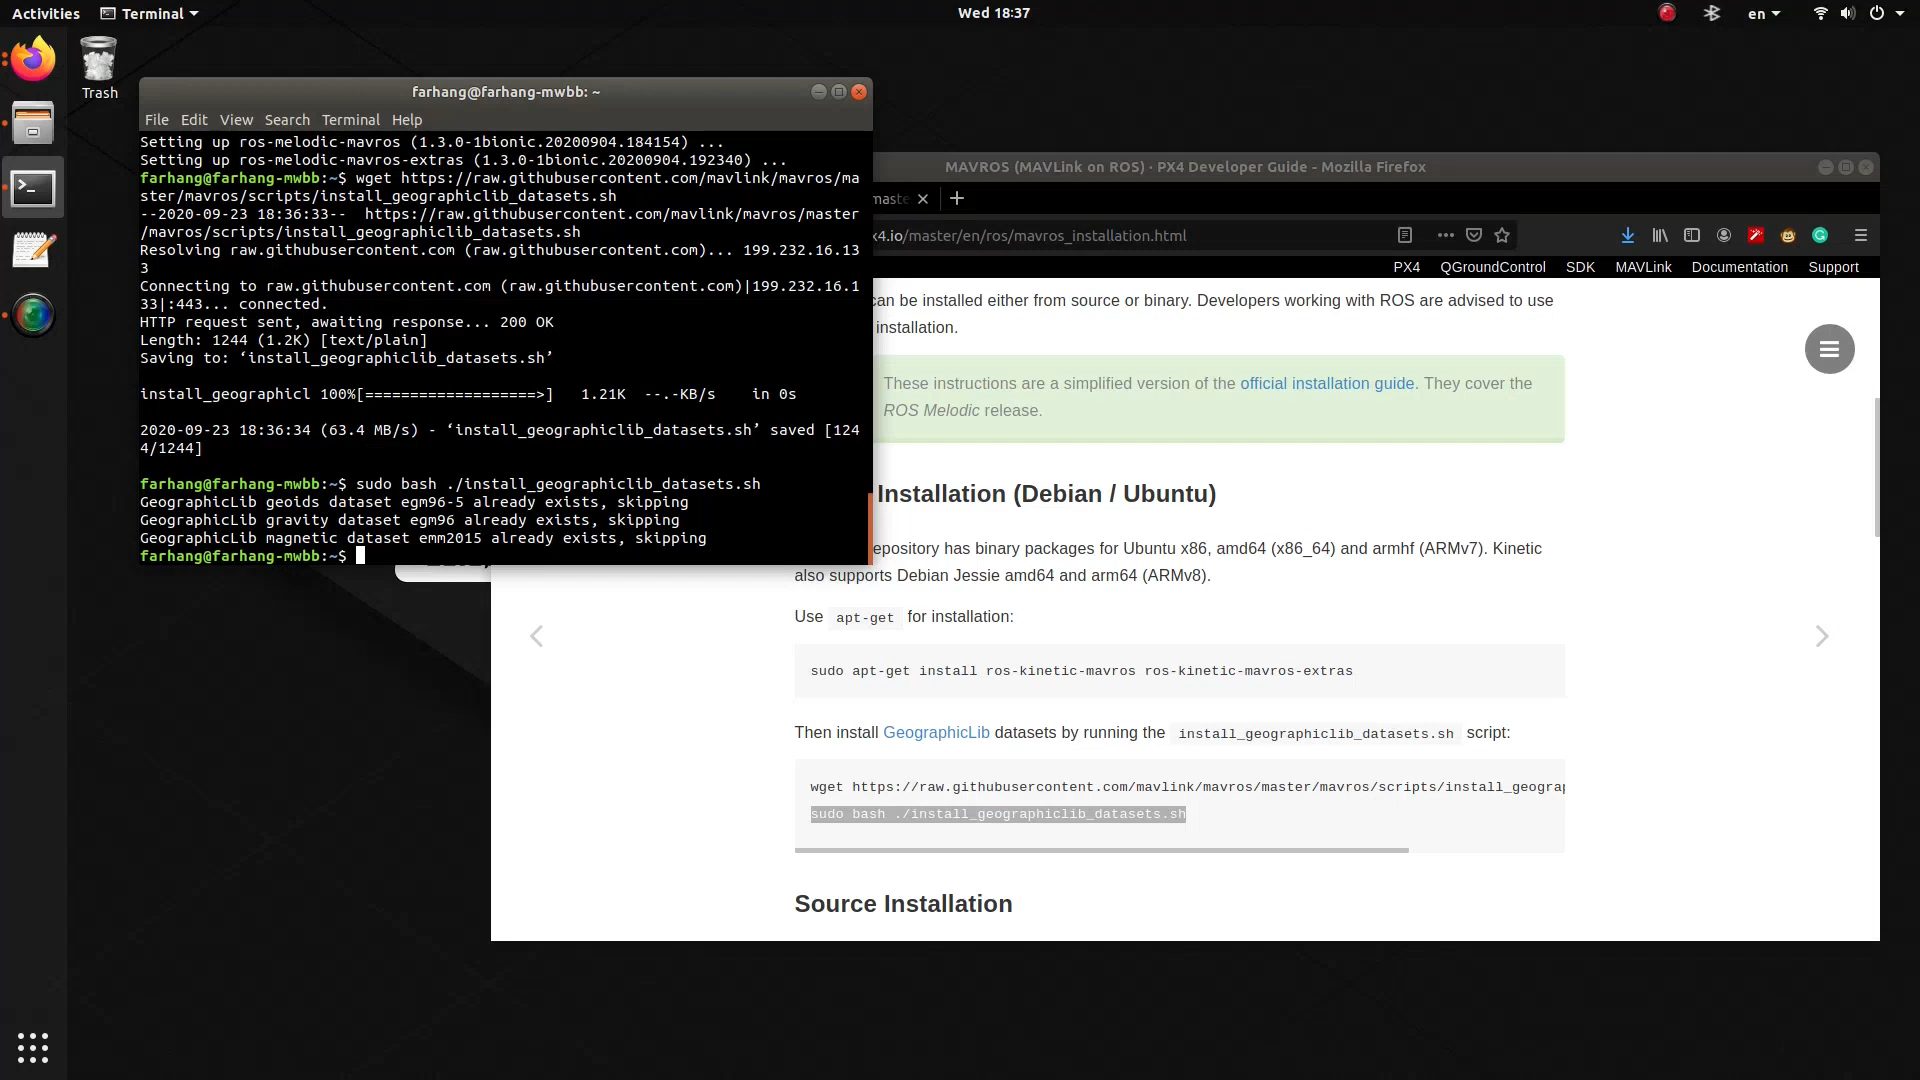 Activities
Terminal
Wed 18:37
en
Trash
farhang@farhang-mwbb: ~
File Edit View Search Terminal Help
Setting up ros-melodic-mavros (1.3.0-1bionic.20200904.184154) ...
Setting up ros-melodic-mavros-extras (1.3.0-1bionic.20200904.192340) ...
farhang@farhang-mwbb:~$ wget https://raw.githubusercontent.com/mavlink/mavros/ma
ster/mavros/scripts/install_geographiclib_datasets.sh
--2020-09-23 18:36:33-- https://raw.githubusercontent.com/mavlink/mavros/master
/mavros/scripts/install_geographiclib_datasets.sh
Resolving raw.githubusercontent.com (raw.githubusercontent.com)... 199.232.16.13
3
Connecting to raw.githubusercontent.com (raw.githubusercontent.com)|199.232.16.1
33|:443... connected.
HTTP request sent, awaiting response... 200 OK
Length: 1244 (1.2K) [text/plain]
Saving to: ‘install_geographiclib_datasets.sh’
install_geographicl 100%[===================>] 1.21K --.-KB/s in 0s
2020-09-23 18:36:34 (63.4 MB/s) - ‘install_geographiclib_datasets.sh’ saved [124
4/1244]
farhang@farhang-mwbb:~$ sudo bash ./install_geographiclib_datasets.sh
GeographicLib geoids dataset egm96-5 already exists, skipping
GeographicLib gravity dataset egm96 already exists, skipping
GeographicLib magnetic dataset emm2015 already exists, skipping
farhang@farhang-mwbb:~$
MAVROS (MAVLink on ROS) · PX4 Developer Guide - Mozilla Firefox
maste
x4.io/master/en/ros/mavros_installation.html
PX4 QGroundControl SDK MAVLink Documentation Support
can be installed either from source or binary. Developers working with ROS are advised to use
installation.
These instructions are a simplified version of the official installation guide. They cover the
ROS Melodic release.
Installation (Debian / Ubuntu)
epository has binary packages for Ubuntu x86, amd64 (x86_64) and armhf (ARMv7). Kinetic
also supports Debian Jessie amd64 and arm64 (ARMv8).
Use apt-get for installation:
sudo apt-get install ros-kinetic-mavros ros-kinetic-mavros-extras
Then install GeographicLib datasets by running the install_geographiclib_datasets.sh script:
wget https://raw.githubusercontent.com/mavlink/mavros/master/mavros/scripts/install_geograp
sudo bash ./install_geographiclib_datasets.sh
Source Installation